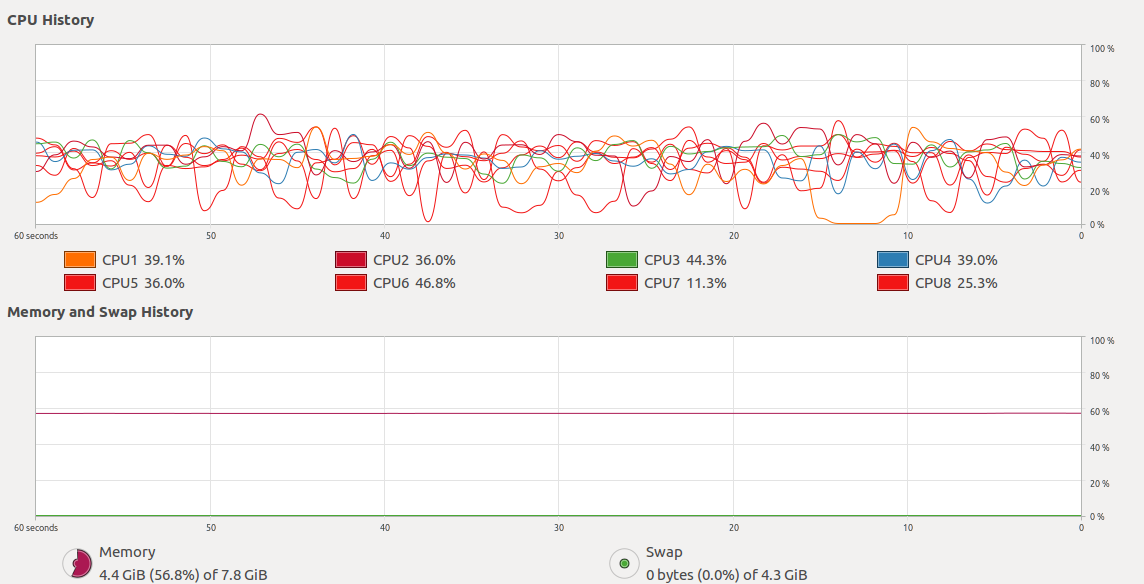 CPU History
100 %
80 %
60 %
40 %
20 %
0 %
60 seconds 50 40 30 20 10 0
CPU1 39.1% CPU2 36.0% CPU3 44.3% CPU4 39.0%
CPU5 36.0% CPU6 46.8% CPU7 11.3% CPU8 25.3%
Memory and Swap History
100 %
80 %
60 %
40 %
20 %
0 %
60 seconds 50 40 30 20 10 0
Memory Swap
4.4 GiB (56.8%) of 7.8 GiB 0 bytes (0.0%) of 4.3 GiB